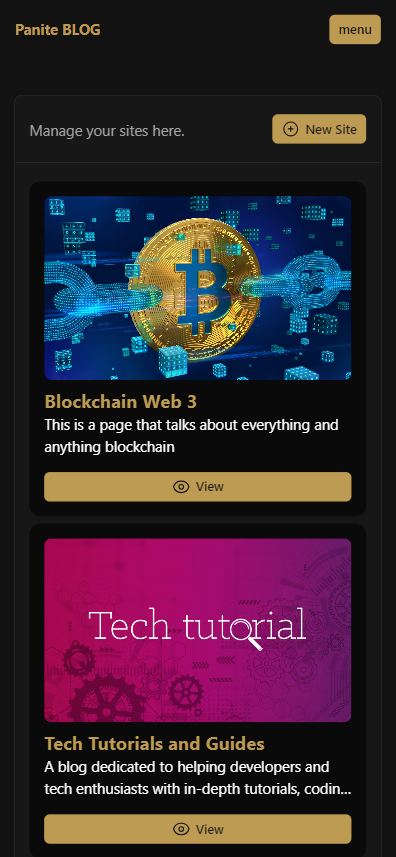 Panite BLOG
menu
Manage your sites here.
New Site
Blockchain Web 3
This is a page that talks about everything and
anything blockchain
View
Tech tutorial
Tech Tutorials and Guides
A blog dedicated to helping developers and
tech enthusiasts with in-depth tutorials, codin...
View